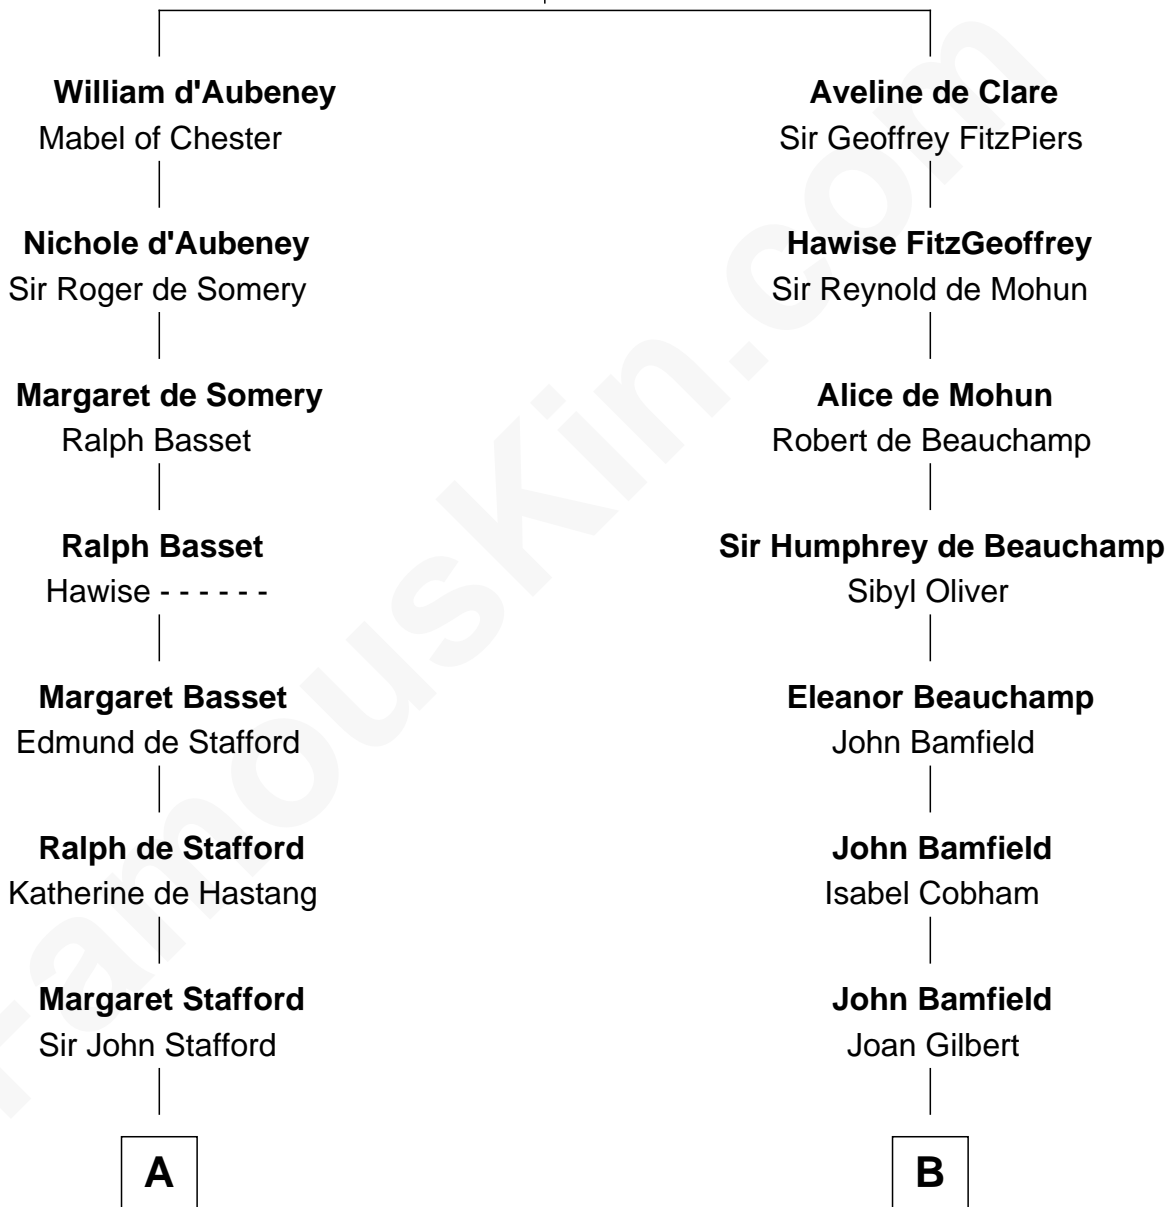 William d'Aubeney
Mabel of Chester
Nichole d'Aubeney
Sir Roger de Somery
Margaret de Somery
Ralph Basset
Ralph Basset
Hawise - - - - - -
Margaret Basset
Edmund de Stafford
Ralph de Stafford
Katherine de Hastang
Margaret Stafford
Sir John Stafford
A
Aveline de Clare
Sir Geoffrey FitzPiers
Hawise FitzGeoffrey
Sir Reynold de Mohun
Alice de Mohun
Robert de Beauchamp
Sir Humphrey de Beauchamp
Sibyl Oliver
Eleanor Beauchamp
John Bamfield
John Bamfield
Isabel Cobham
John Bamfield
Joan Gilbert
B
FamousKin.com